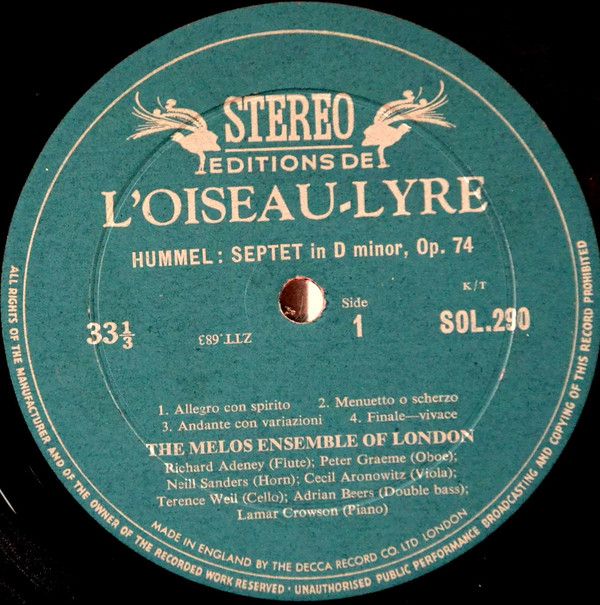 STEREO
EDITIONS DE
L'OISEAU-LYRE
HUMMEL : SEPTET in D minor, Op. 74
K/T
33⅓
ZTT.683
Side
1
SOL.290
1. Allegro con spirito 2. Menuetto o scherzo
3. Andante con variazioni 4. Finale—vivace
THE MELOS ENSEMBLE OF LONDON
Richard Adeney (Flute); Peter Graeme (Oboe);
Neill Sanders (Horn); Cecil Aronowitz (Viola);
Terence Weil (Cello); Adrian Beers (Double bass);
Lamar Crowson (Piano)
MADE IN ENGLAND BY THE DECCA RECORD CO. LTD LONDON
ALL RIGHTS OF THE MANUFACTURER AND OF THE OWNER OF THE RECORDED WORK RESERVED · UNAUTHORISED PUBLIC PERFORMANCE BROADCASTING AND COPYING OF THIS RECORD PROHIBITED